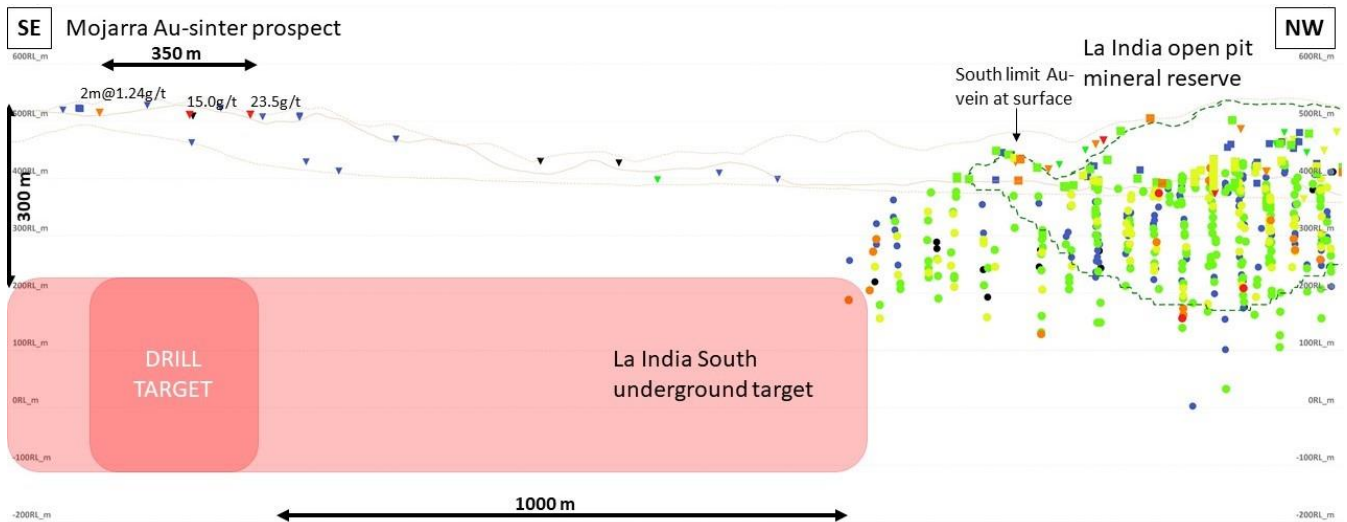 SE
Mojarra Au-sinter prospect
NW
350 m
La India open pit
mineral reserve
600RL_m
600RL_m
South limit Au-
vein at surface
2m@1.24g/t
15.0g/t
23.5g/t
500RL_m
500RL_m
400RL_m
400RL_m
300 m
300RL_m
300RL_m
200RL_m
200RL_m
100RL_m
100RL_m
DRILL
TARGET
La India South
underground target
0RL_m
0RL_m
-100RL_m
-100RL_m
1000 m
-200RL_m
-200RL_m